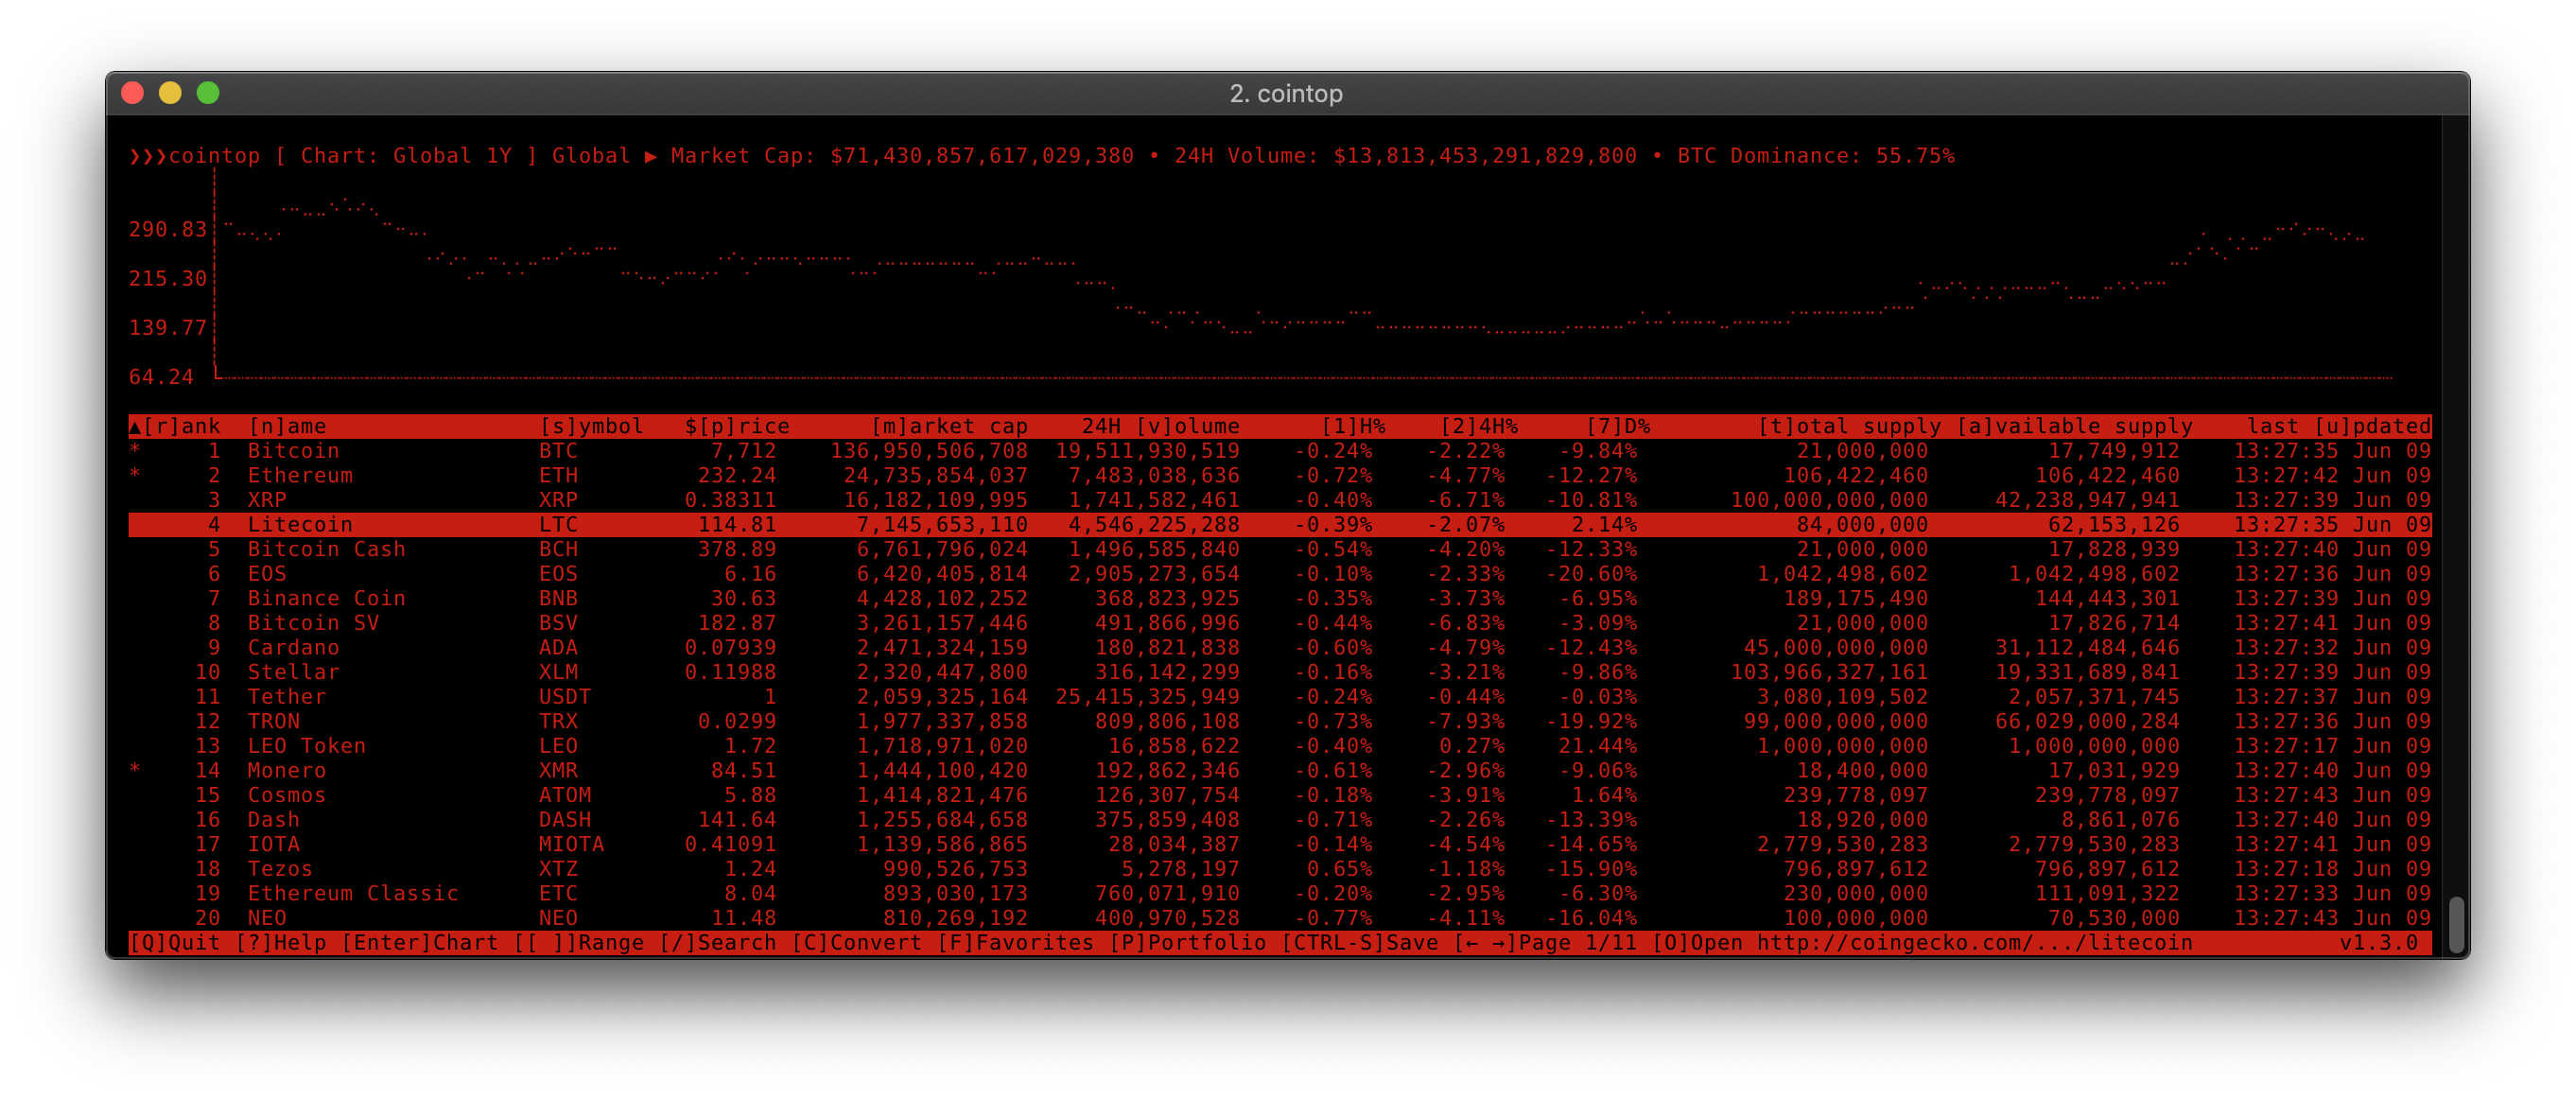 2. cointop
❯❯❯cointop [ Chart: Global 1Y ] Global ▶ Market Cap: $71,430,857,617,029,380 • 24H Volume: $13,813,453,291,829,800 • BTC Dominance: 55.75%
290.83
215.30
139.77
64.24
▲[r]ank [n]ame [s]ymbol $[p]rice [m]arket cap 24H [v]olume [1]H% [2]4H% [7]D% [t]otal supply [a]vailable supply last [u]pdated
* 1 Bitcoin BTC 7,712 136,950,506,708 19,511,930,519 -0.24% -2.22% -9.84% 21,000,000 17,749,912 13:27:35 Jun 09
* 2 Ethereum ETH 232.24 24,735,854,037 7,483,038,636 -0.72% -4.77% -12.27% 106,422,460 106,422,460 13:27:42 Jun 09
3 XRP XRP 0.38311 16,182,109,995 1,741,582,461 -0.40% -6.71% -10.81% 100,000,000,000 42,238,947,941 13:27:39 Jun 09
4 Litecoin LTC 114.81 7,145,653,110 4,546,225,288 -0.39% -2.07% 2.14% 84,000,000 62,153,126 13:27:35 Jun 09
5 Bitcoin Cash BCH 378.89 6,761,796,024 1,496,585,840 -0.54% -4.20% -12.33% 21,000,000 17,828,939 13:27:40 Jun 09
6 EOS EOS 6.16 6,420,405,814 2,905,273,654 -0.10% -2.33% -20.60% 1,042,498,602 1,042,498,602 13:27:36 Jun 09
7 Binance Coin BNB 30.63 4,428,102,252 368,823,925 -0.35% -3.73% -6.95% 189,175,490 144,443,301 13:27:39 Jun 09
8 Bitcoin SV BSV 182.87 3,261,157,446 491,866,996 -0.44% -6.83% -3.09% 21,000,000 17,826,714 13:27:41 Jun 09
9 Cardano ADA 0.07939 2,471,324,159 180,821,838 -0.60% -4.79% -12.43% 45,000,000,000 31,112,484,646 13:27:32 Jun 09
10 Stellar XLM 0.11988 2,320,447,800 316,142,299 -0.16% -3.21% -9.86% 103,966,327,161 19,331,689,841 13:27:39 Jun 09
11 Tether USDT 1 2,059,325,164 25,415,325,949 -0.24% -0.44% -0.03% 3,080,109,502 2,057,371,745 13:27:37 Jun 09
12 TRON TRX 0.0299 1,977,337,858 809,806,108 -0.73% -7.93% -19.92% 99,000,000,000 66,029,000,284 13:27:36 Jun 09
13 LEO Token LEO 1.72 1,718,971,020 16,858,622 -0.40% 0.27% 21.44% 1,000,000,000 1,000,000,000 13:27:17 Jun 09
* 14 Monero XMR 84.51 1,444,100,420 192,862,346 -0.61% -2.96% -9.06% 18,400,000 17,031,929 13:27:40 Jun 09
15 Cosmos ATOM 5.88 1,414,821,476 126,307,754 -0.18% -3.91% 1.64% 239,778,097 239,778,097 13:27:43 Jun 09
16 Dash DASH 141.64 1,255,684,658 375,859,408 -0.71% -2.26% -13.39% 18,920,000 8,861,076 13:27:40 Jun 09
17 IOTA MIOTA 0.41091 1,139,586,865 28,034,387 -0.14% -4.54% -14.65% 2,779,530,283 2,779,530,283 13:27:41 Jun 09
18 Tezos XTZ 1.24 990,526,753 5,278,197 0.65% -1.18% -15.90% 796,897,612 796,897,612 13:27:18 Jun 09
19 Ethereum Classic ETC 8.04 893,030,173 760,071,910 -0.20% -2.95% -6.30% 230,000,000 111,091,322 13:27:33 Jun 09
20 NEO NEO 11.48 810,269,192 400,970,528 -0.77% -4.11% -16.04% 100,000,000 70,530,000 13:27:43 Jun 09
[Q]Quit [?]Help [Enter]Chart [[ ]]Range [/]Search [C]Convert [F]Favorites [P]Portfolio [CTRL-S]Save [← →]Page 1/11 [O]Open http://coingecko.com/.../litecoin v1.3.0